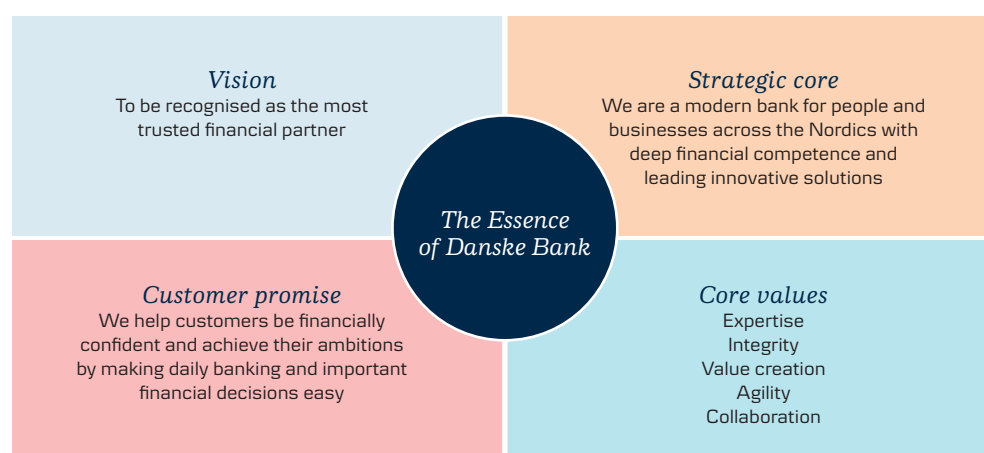 Vision
To be recognised as the most
trusted financial partner
Strategic core
We are a modern bank for people and
businesses across the Nordics with
deep financial competence and
leading innovative solutions
The Essence
of Danske Bank
Customer promise
We help customers be financially
confident and achieve their ambitions
by making daily banking and important
financial decisions easy
Core values
Expertise
Integrity
Value creation
Agility
Collaboration